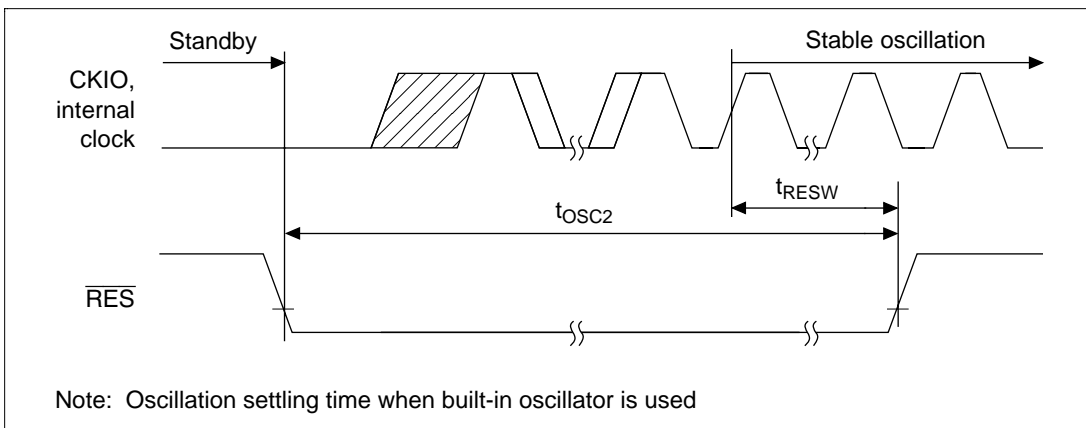 Standby
Stable oscillation
CKIO,
internal
clock
tRESW
tOSC2
RES
Note: Oscillation settling time when built-in oscillator is used